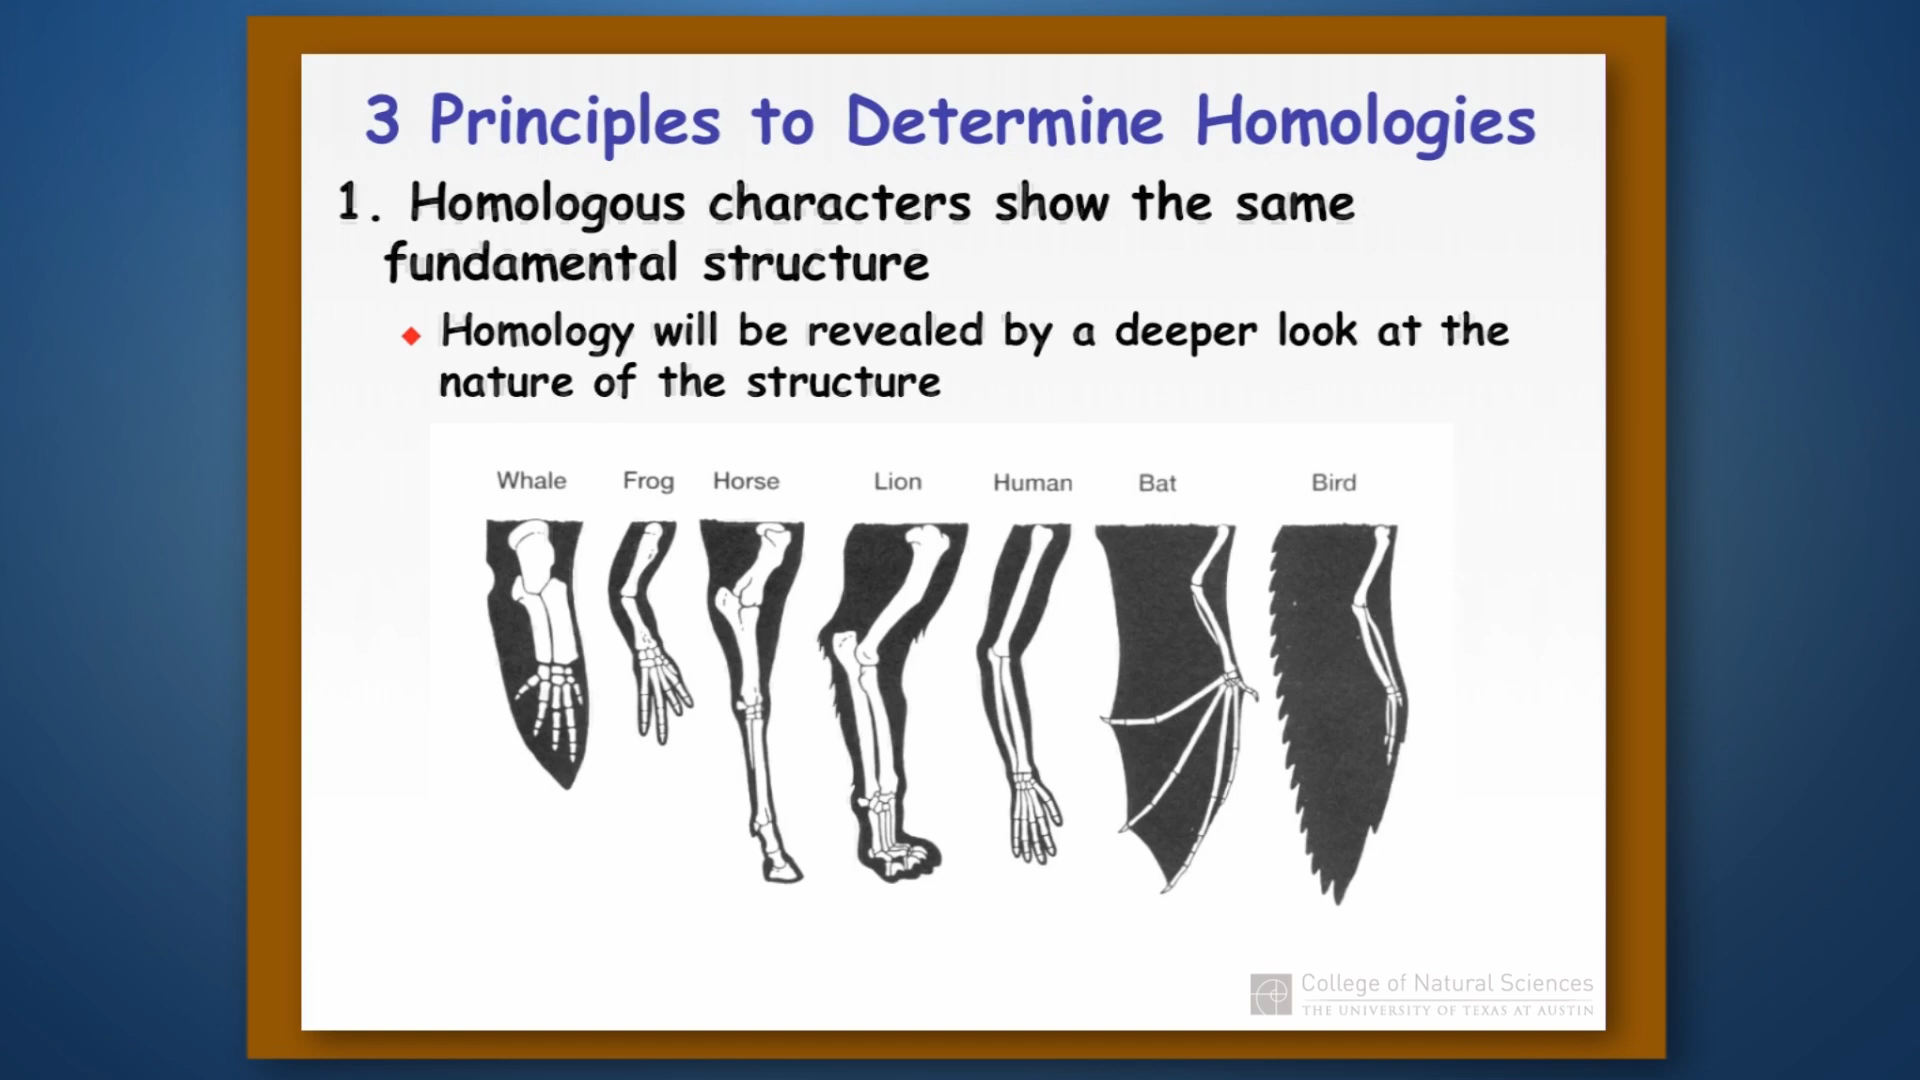 3 Principles to Determine Homologies
1. Homologous characters show the same
fundamental structure
Homology will be revealed by a deeper look at the
nature of the structure
Whale Frog Horse Lion Human Bat Bird
College of Natural Sciences
THE UNIVERSITY OF TEXAS AT AUSTIN